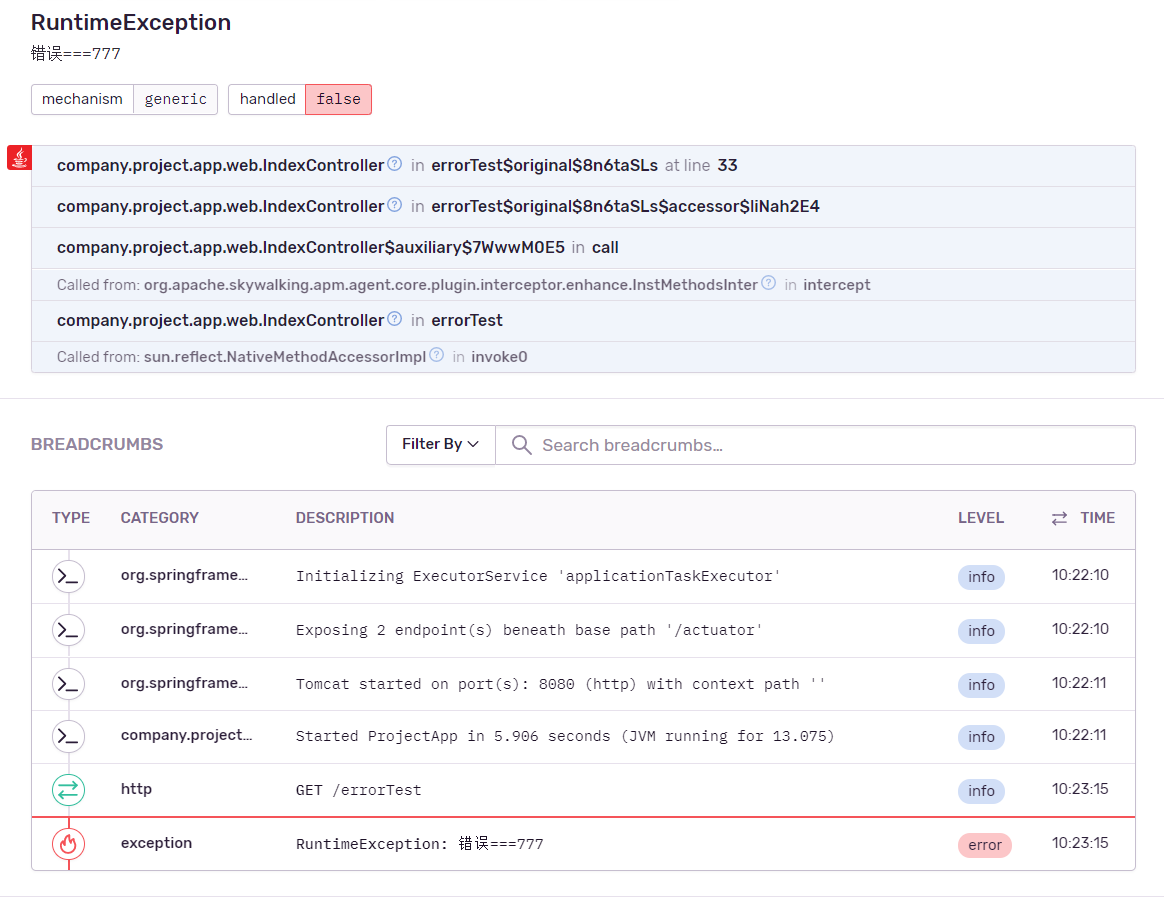 RuntimeException
错误===777
mechanism generic handled false
company.project.app.web.IndexController ? in errorTest$original$8n6taSLs at line 33
company.project.app.web.IndexController ? in errorTest$original$8n6taSLs$accessor$liNah2E4
company.project.app.web.IndexController$auxiliary$7WwwM0E5 in call
Called from: org.apache.skywalking.apm.agent.core.plugin.interceptor.enhance.InstMethodsInter ? in intercept
company.project.app.web.IndexController ? in errorTest
Called from: sun.reflect.NativeMethodAccessorImpl ? in invoke0
BREADCRUMBS Filter By Search breadcrumbs...
TYPE CATEGORY DESCRIPTION LEVEL TIME
org.springframe... Initializing ExecutorService 'applicationTaskExecutor' info 10:22:10
org.springframe... Exposing 2 endpoint(s) beneath base path '/actuator' info 10:22:10
org.springframe... Tomcat started on port(s): 8080 (http) with context path '' info 10:22:11
company.project... Started ProjectApp in 5.906 seconds (JVM running for 13.075) info 10:22:11
http GET /errorTest info 10:23:15
exception RuntimeException: 错误===777 error 10:23:15